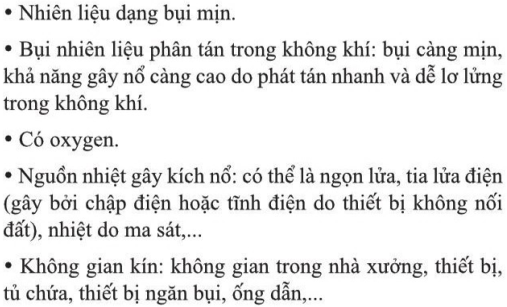 • Nhiên liệu dạng bụi mịn.
• Bụi nhiên liệu phân tán trong không khí: bụi càng mịn,
khả năng gây nổ càng cao do phát tán nhanh và dễ lơ lửng
trong không khí.
• Có oxygen.
• Nguồn nhiệt gây kích nổ: có thể là ngọn lửa, tia lửa điện
(gây bởi chập điện hoặc tĩnh điện do thiết bị không nối
đất), nhiệt do ma sát,...
• Không gian kín: không gian trong nhà xưởng, thiết bị,
tủ chứa, thiết bị ngăn bụi, ống dẫn,...